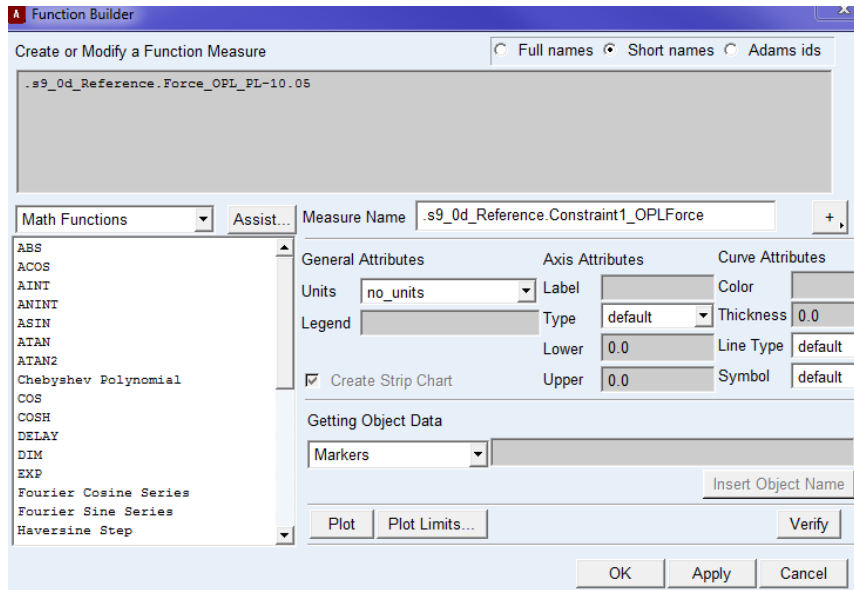 A Function Builder
Create or Modify a Function Measure
Full names Short names Adams ids
.s9_0d_Reference.Force_OPL_PL-10.05
Math Functions Assist... Measure Name .s9_0d_Reference.Constraint1_OPLForce +
ABS
ACOS
AINT
ANINT
ASIN
ATAN
ATAN2
Chebyshev Polynomial
COS
COSH
DELAY
DIM
EXP
Fourier Cosine Series
Fourier Sine Series
Haversine Step
General Attributes
Units no_units
Legend
Create Strip Chart
Axis Attributes
Label
Type default
Lower 0.0
Upper 0.0
Curve Attributes
Color
Thickness 0.0
Line Type default
Symbol default
Getting Object Data
Markers
Insert Object Name
Plot Plot Limits... Verify
OK Apply Cancel